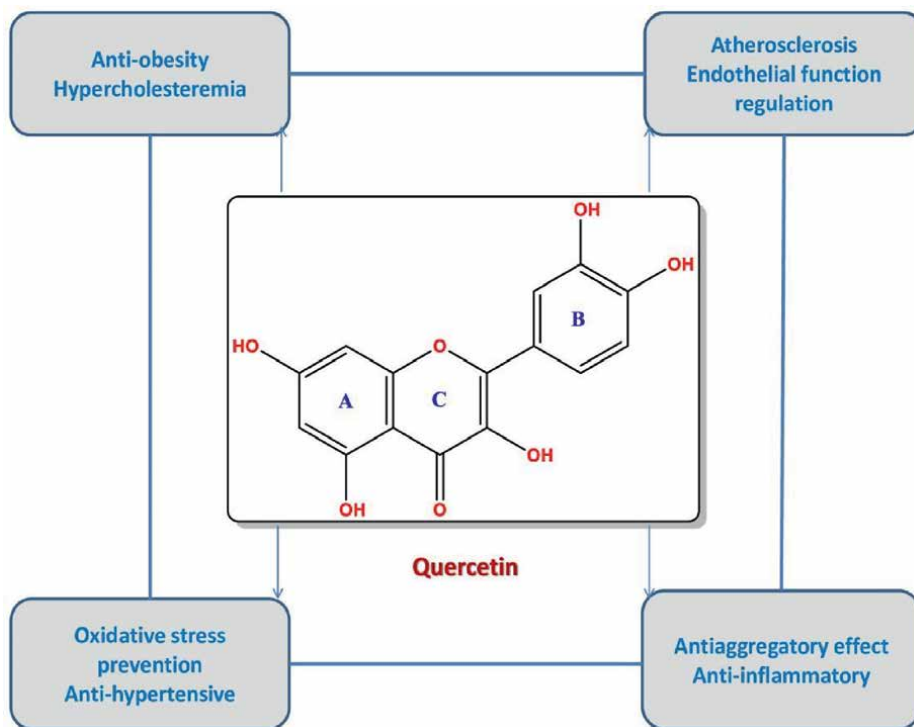 Anti-obesity
Hypercholesteremia
Atherosclerosis
Endothelial function
regulation
OH
OH
B
HO
O
A
C
OH
OH
O
Quercetin
Oxidative stress
prevention
Anti-hypertensive
Antiaggregatory effect
Anti-inflammatory